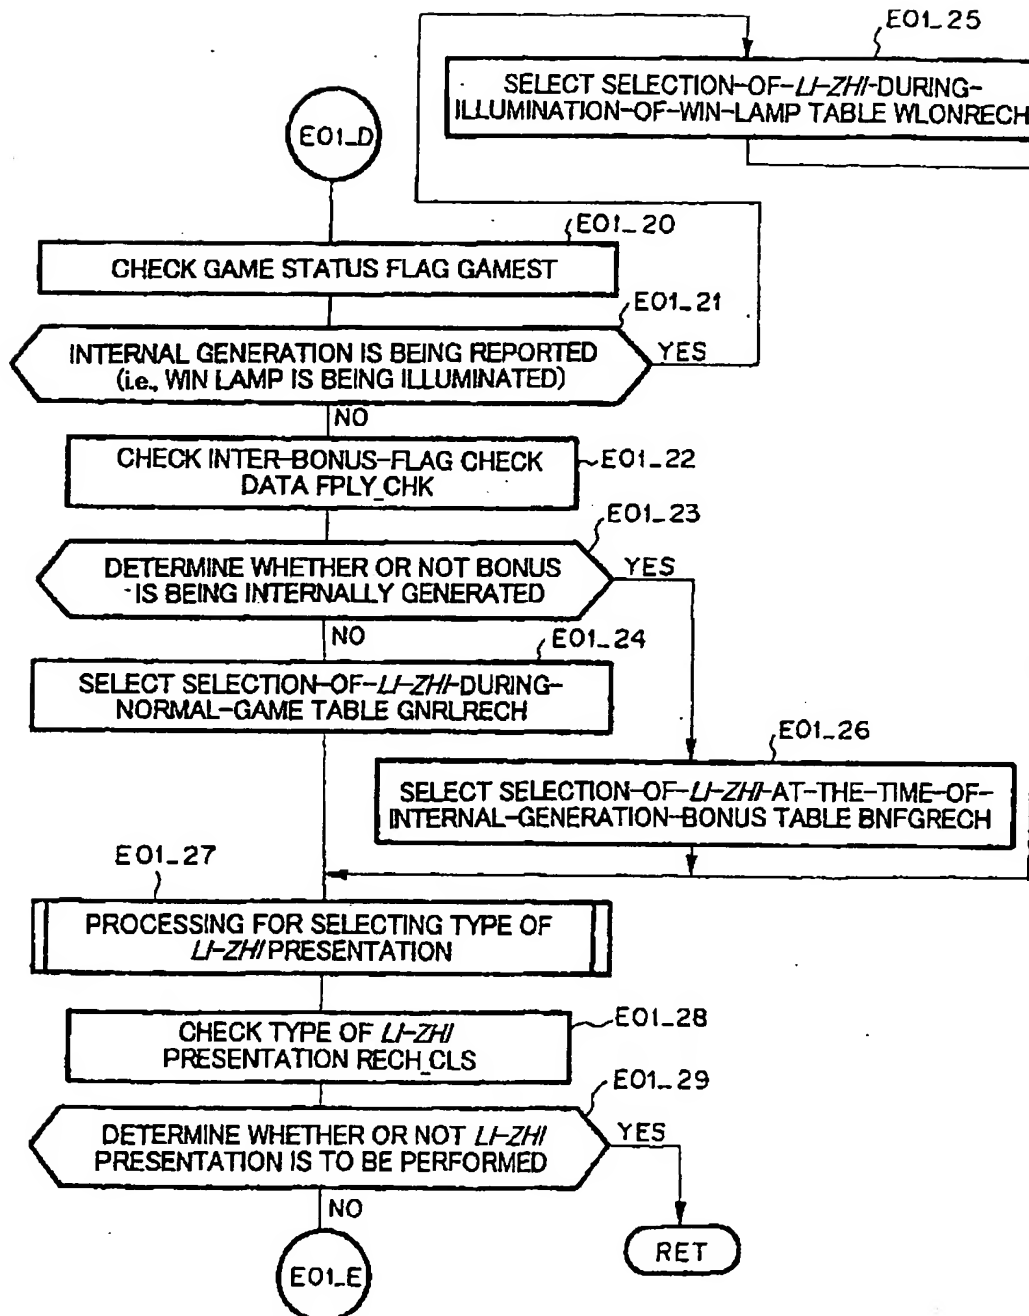 E01_25
SELECT SELECTION-OF-LI-ZHI-DURING-
ILLUMINATION-OF-WIN-LAMP TABLE WLONRECH
E01_D
E01_20
CHECK GAME STATUS FLAG GAMEST
E01_21
INTERNAL GENERATION IS BEING REPORTED
(i.e., WIN LAMP IS BEING ILLUMINATED)
YES
NO
CHECK INTER-BONUS-FLAG CHECK
DATA FPLY_CHK
E01_22
E01_23
DETERMINE WHETHER OR NOT BONUS
IS BEING INTERNALLY GENERATED
YES
NO
E01_24
SELECT SELECTION-OF-LI-ZHI-DURING-
NORMAL-GAME TABLE GNRLRECH
E01_26
SELECT SELECTION-OF-LI-ZHI-AT-THE-TIME-OF-
INTERNAL-GENERATION-BONUS TABLE BNFGRECH
E01_27
PROCESSING FOR SELECTING TYPE OF
LI-ZHI PRESENTATION
E01_28
CHECK TYPE OF LI-ZHI
PRESENTATION RECH_CLS
E01_29
DETERMINE WHETHER OR NOT LI-ZHI
PRESENTATION IS TO BE PERFORMED
YES
NO
RET
E01_E